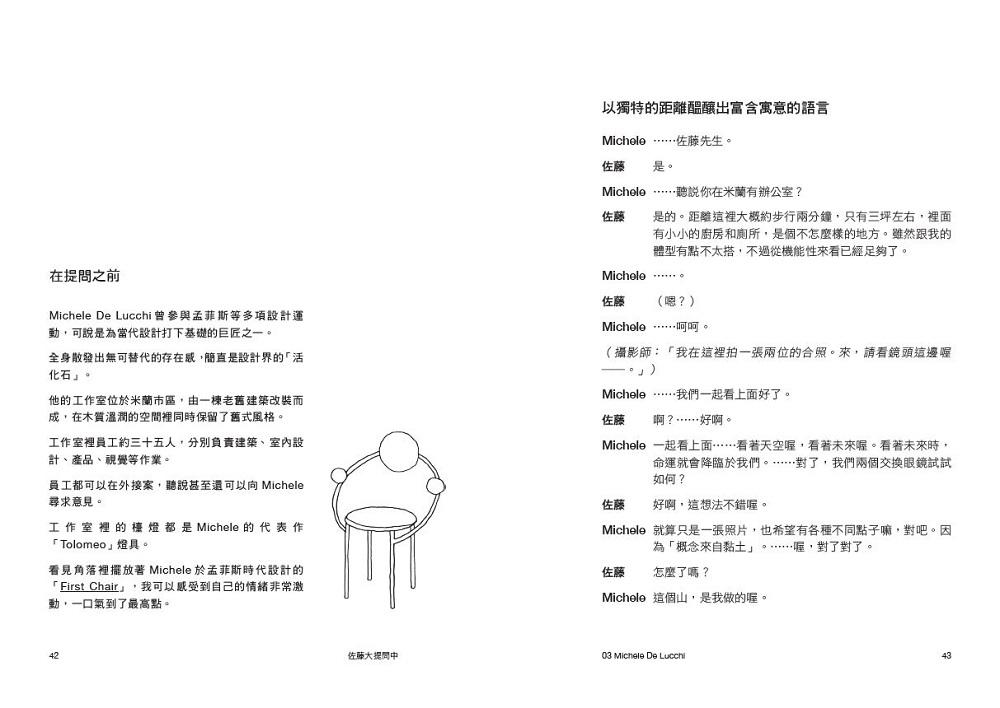 在提問之前
Michele De Lucchi 曾參與孟菲斯等多項設計運
動，可說是為當代設計打下基礎的巨匠之一。
全身散發出無可替代的存在感，簡直是設計界的「活
化石」。
他的工作室位於米蘭市區，由一棟老舊建築改裝而
成，在木質溫潤的空間裡同時保留了舊式風格。
工作室裡員工約三十五人，分別負責建築、室內設
計、產品、視覺等作業。
員工都可以在外接案，聽說甚至還可以向 Michele
尋求意見。
工作室裡的檯燈都是 Michele 的代表作
「Tolomeo」燈具。
看見角落裡擺放著 Michele 於孟菲斯時代設計的
「First Chair」，我可以感受到自己的情緒非常激
動，一口氣到了最高點。
42
佐藤大提問中
以獨特的距離醞釀出富含寓意的語言
Michele ……佐藤先生。
佐藤 是。
Michele ……聽說你在米蘭有辦公室？
佐藤 是的。距離這裡大概約步行兩分鐘，只有三坪左右，裡面
有小小的廚房和廁所，是個不怎麼樣的地方。雖然跟我的
體型有點不太搭，不過從機能性來看已經足夠了。
Michele ……。
佐藤 （嗯？）
Michele ……呵呵。
（攝影師：「我在這裡拍一張兩位的合照。來，請看鏡頭這邊喔
——。」）
Michele ……我們一起看上面好了。
佐藤 啊？……好啊。
Michele 一起看上面……看著天空喔，看著未來喔。看著未來時，
命運就會降臨於我們。……對了，我們兩個交換眼鏡試試
如何？
佐藤 好啊，這想法不錯喔。
Michele 就算只是一張照片，也希望有各種不同點子嘛，對吧。因
為「概念來自黏土」。……喔，對了對了。
佐藤 怎麼了嗎？
Michele 這個山，是我做的喔。
03 Michele De Lucchi
43